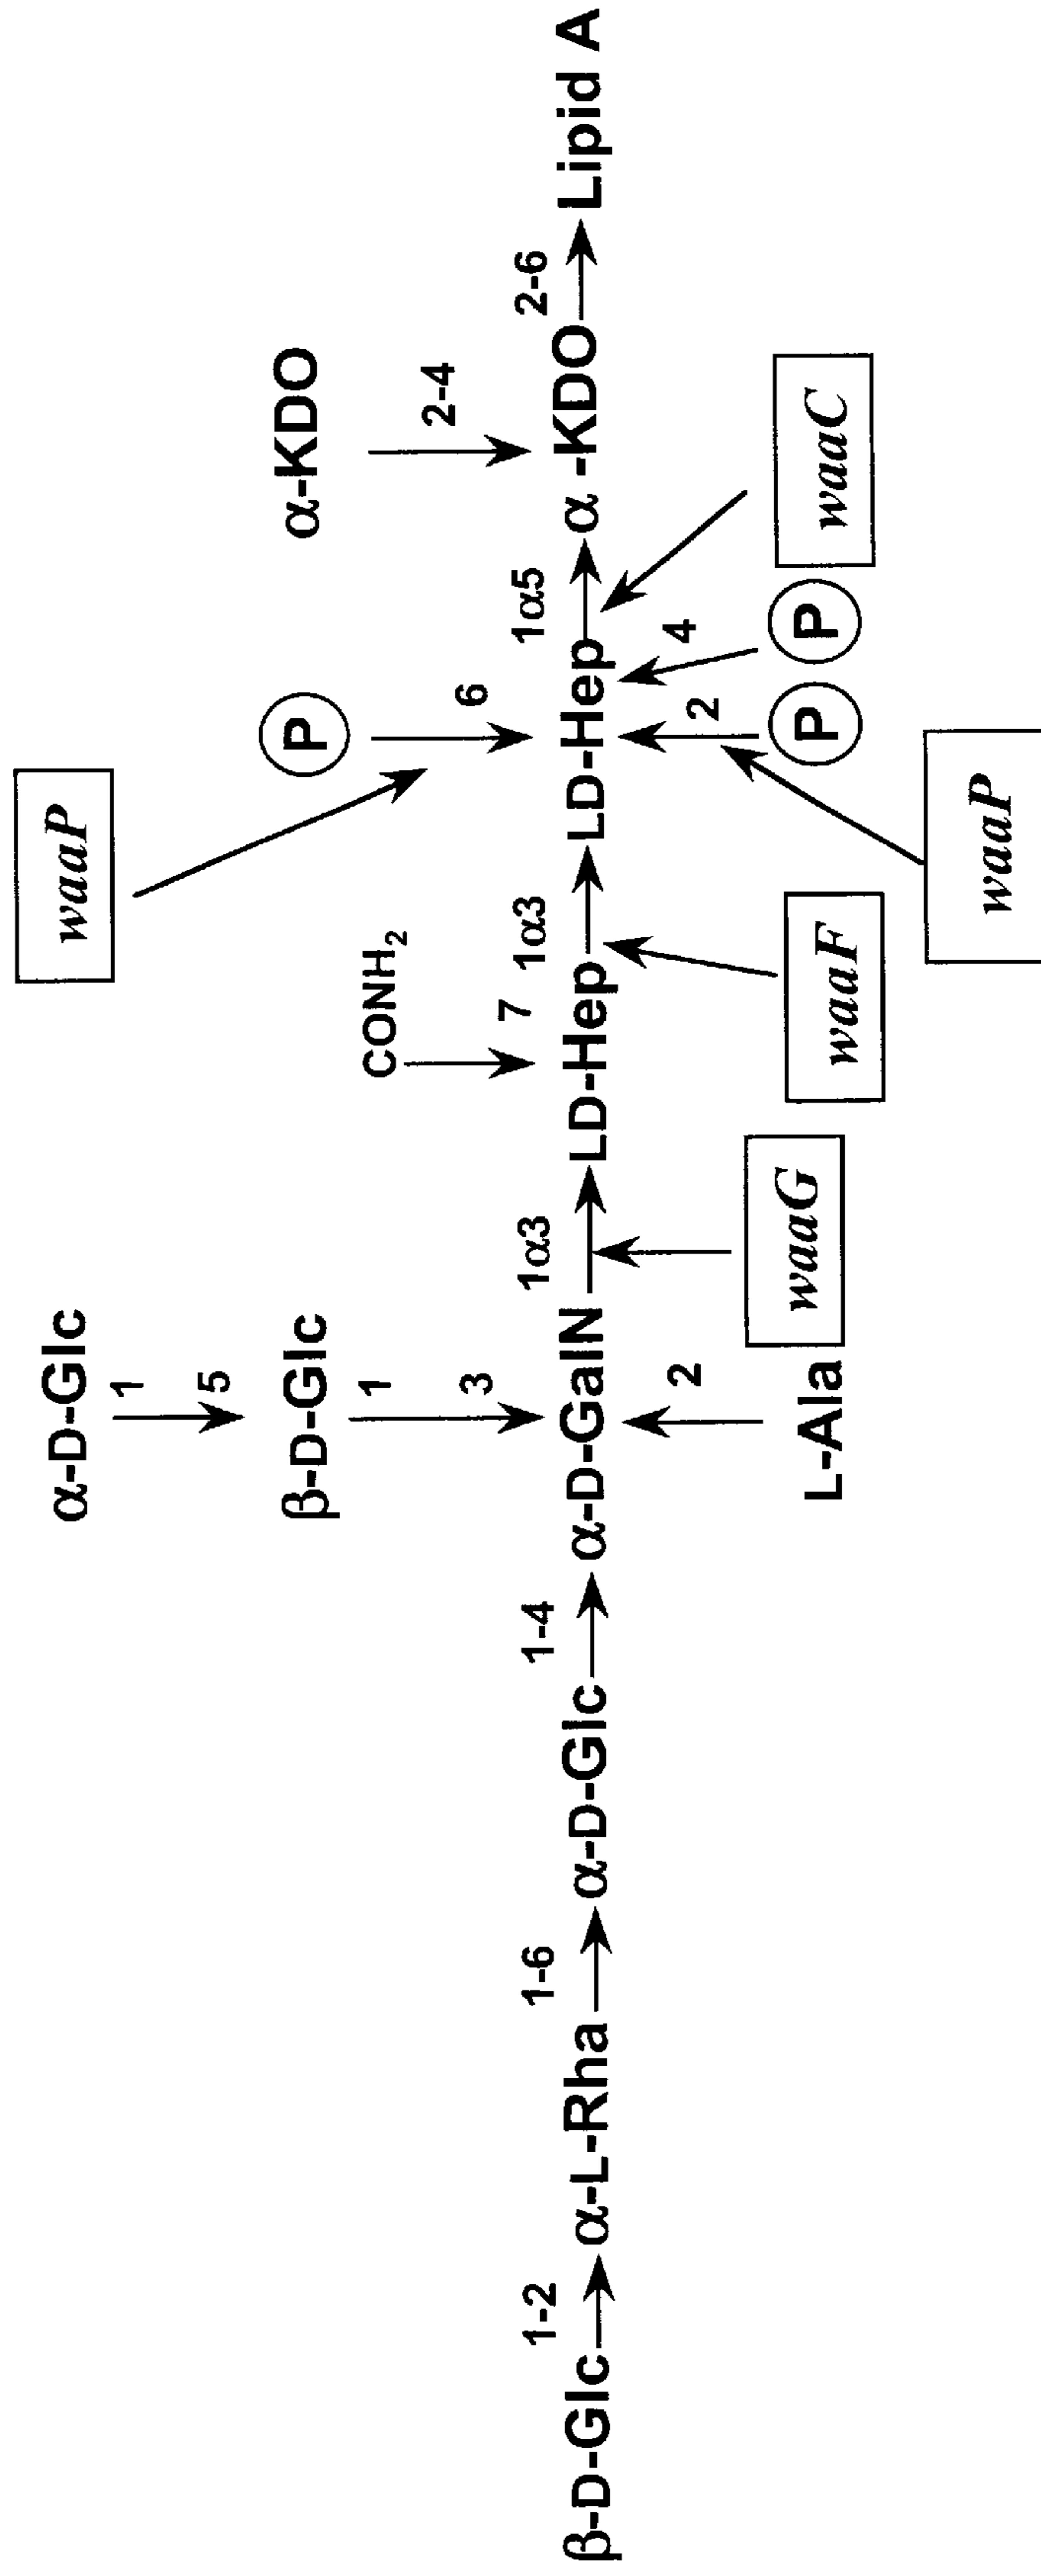 waaP
α-D-Glc
1
5
β-D-Glc
1
3
CONH₂
7
P
6
α-KDO
2-4
β-D-Glc 1-2 α-L-Rha 1-6 α-D-Glc 1-4 α-D-GalN 1α3 LD-Hep 1α3 LD-Hep 1α5 α -KDO 2-6 Lipid A
2
L-Ala
waaG
waaF
2
P
4
P
waaC
waaP